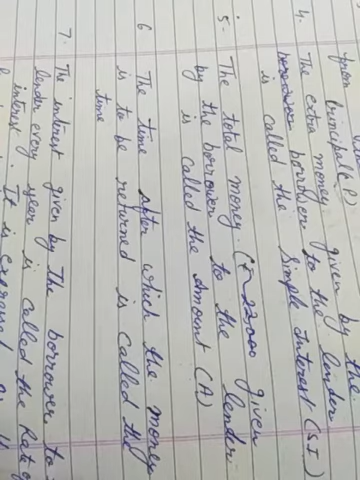 from Principal(P)
4. The extra money given by the
borrower to the lender
is called the Simple Interest (S.I)
5. The total money (₹ 22000 given
by the borrower to the lender
is called the Amount (A)
6 The time after which the money
is to be returned is called the
time
7. The interest given by the borrower to
lender every year is called the Rate of
interest. It is expressed